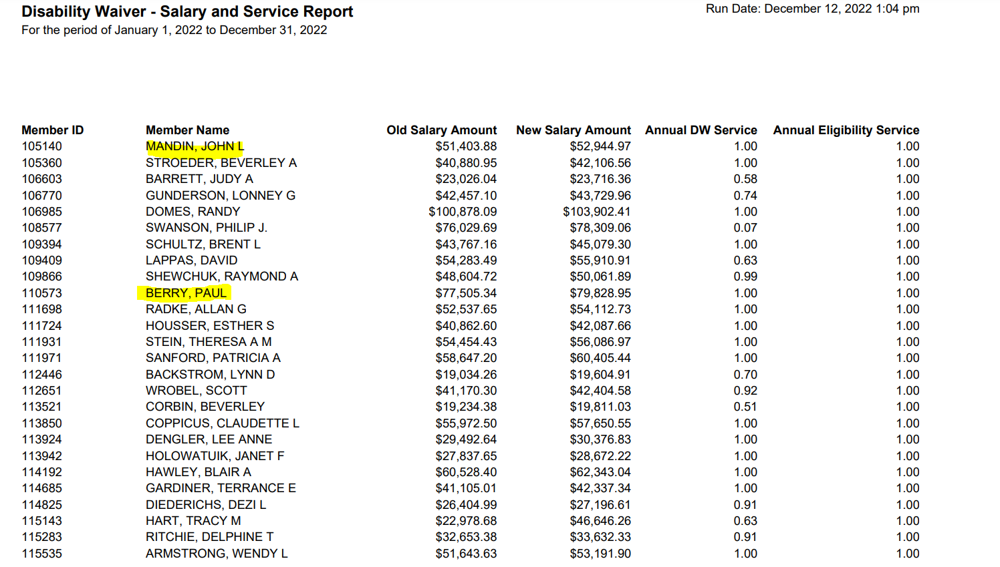 Disability Waiver - Salary and Service Report
Run Date: December 12, 2022 1:04 pm
For the period of January 1, 2022 to December 31, 2022
Member ID Member Name Old Salary Amount New Salary Amount Annual DW Service Annual Eligibility Service
105140 MANDIN, JOHN L $51,403.88 $52,944.97 1.00 1.00
105360 STROEDER, BEVERLEY A $40,880.95 $42,106.56 1.00 1.00
106603 BARRETT, JUDY A $23,026.04 $23,716.36 0.58 1.00
106770 GUNDERSON, LONNEY G $42,457.10 $43,729.96 0.74 1.00
106985 DOMES, RANDY $100,878.09 $103,902.41 1.00 1.00
108577 SWANSON, PHILIP J. $76,029.69 $78,309.06 0.07 1.00
109394 SCHULTZ, BRENT L $43,767.16 $45,079.30 1.00 1.00
109409 LAPPAS, DAVID $54,283.49 $55,910.91 0.63 1.00
109866 SHEWCHUK, RAYMOND A $48,604.72 $50,061.89 0.99 1.00
110573 BERRY, PAUL $77,505.34 $79,828.95 1.00 1.00
111698 RADKE, ALLAN G $52,537.65 $54,112.73 1.00 1.00
111724 HOUSSER, ESTHER S $40,862.60 $42,087.66 1.00 1.00
111931 STEIN, THERESA A M $54,454.43 $56,086.97 1.00 1.00
111971 SANFORD, PATRICIA A $58,647.20 $60,405.44 1.00 1.00
112446 BACKSTROM, LYNN D $19,034.26 $19,604.91 0.70 1.00
112651 WROBEL, SCOTT $41,170.30 $42,404.58 0.92 1.00
113521 CORBIN, BEVERLEY $19,234.38 $19,811.03 0.51 1.00
113850 COPPICUS, CLAUDETTE L $55,972.50 $57,650.55 1.00 1.00
113924 DENGLER, LEE ANNE $29,492.64 $30,376.83 1.00 1.00
113942 HOLOWATUIK, JANET F $27,837.65 $28,672.22 1.00 1.00
114192 HAWLEY, BLAIR A $60,528.40 $62,343.04 1.00 1.00
114685 GARDINER, TERRANCE E $41,105.01 $42,337.34 1.00 1.00
114825 DIEDERICHS, DEZI L $26,404.99 $27,196.61 0.91 1.00
115143 HART, TRACY M $22,978.68 $46,646.26 0.63 1.00
115283 RITCHIE, DELPHINE T $32,653.38 $33,632.33 0.91 1.00
115535 ARMSTRONG, WENDY L $51,643.63 $53,191.90 1.00 1.00